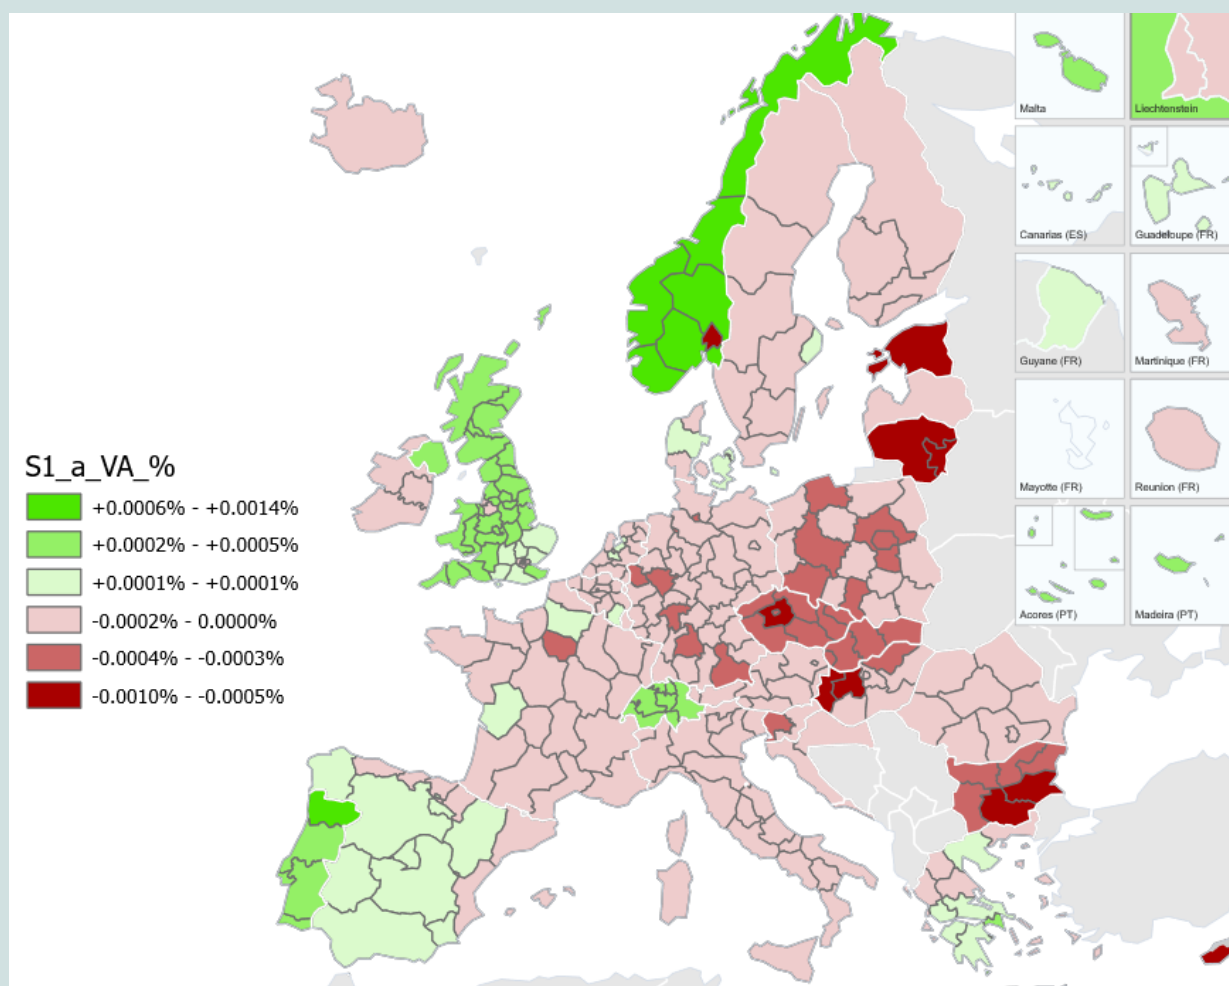 Malta
Liechtenstein
Canarias (ES)
Guadeloupe (FR)
Guyane (FR)
Martinique (FR)
S1_a_VA_%
+0.0006% - +0.0014%
+0.0002% - +0.0005%
+0.0001% - +0.0001%
-0.0002% - 0.0000%
-0.0004% - -0.0003%
-0.0010% - -0.0005%
Mayotte (FR)
Reunion (FR)
Acores (PT)
Madeira (PT)